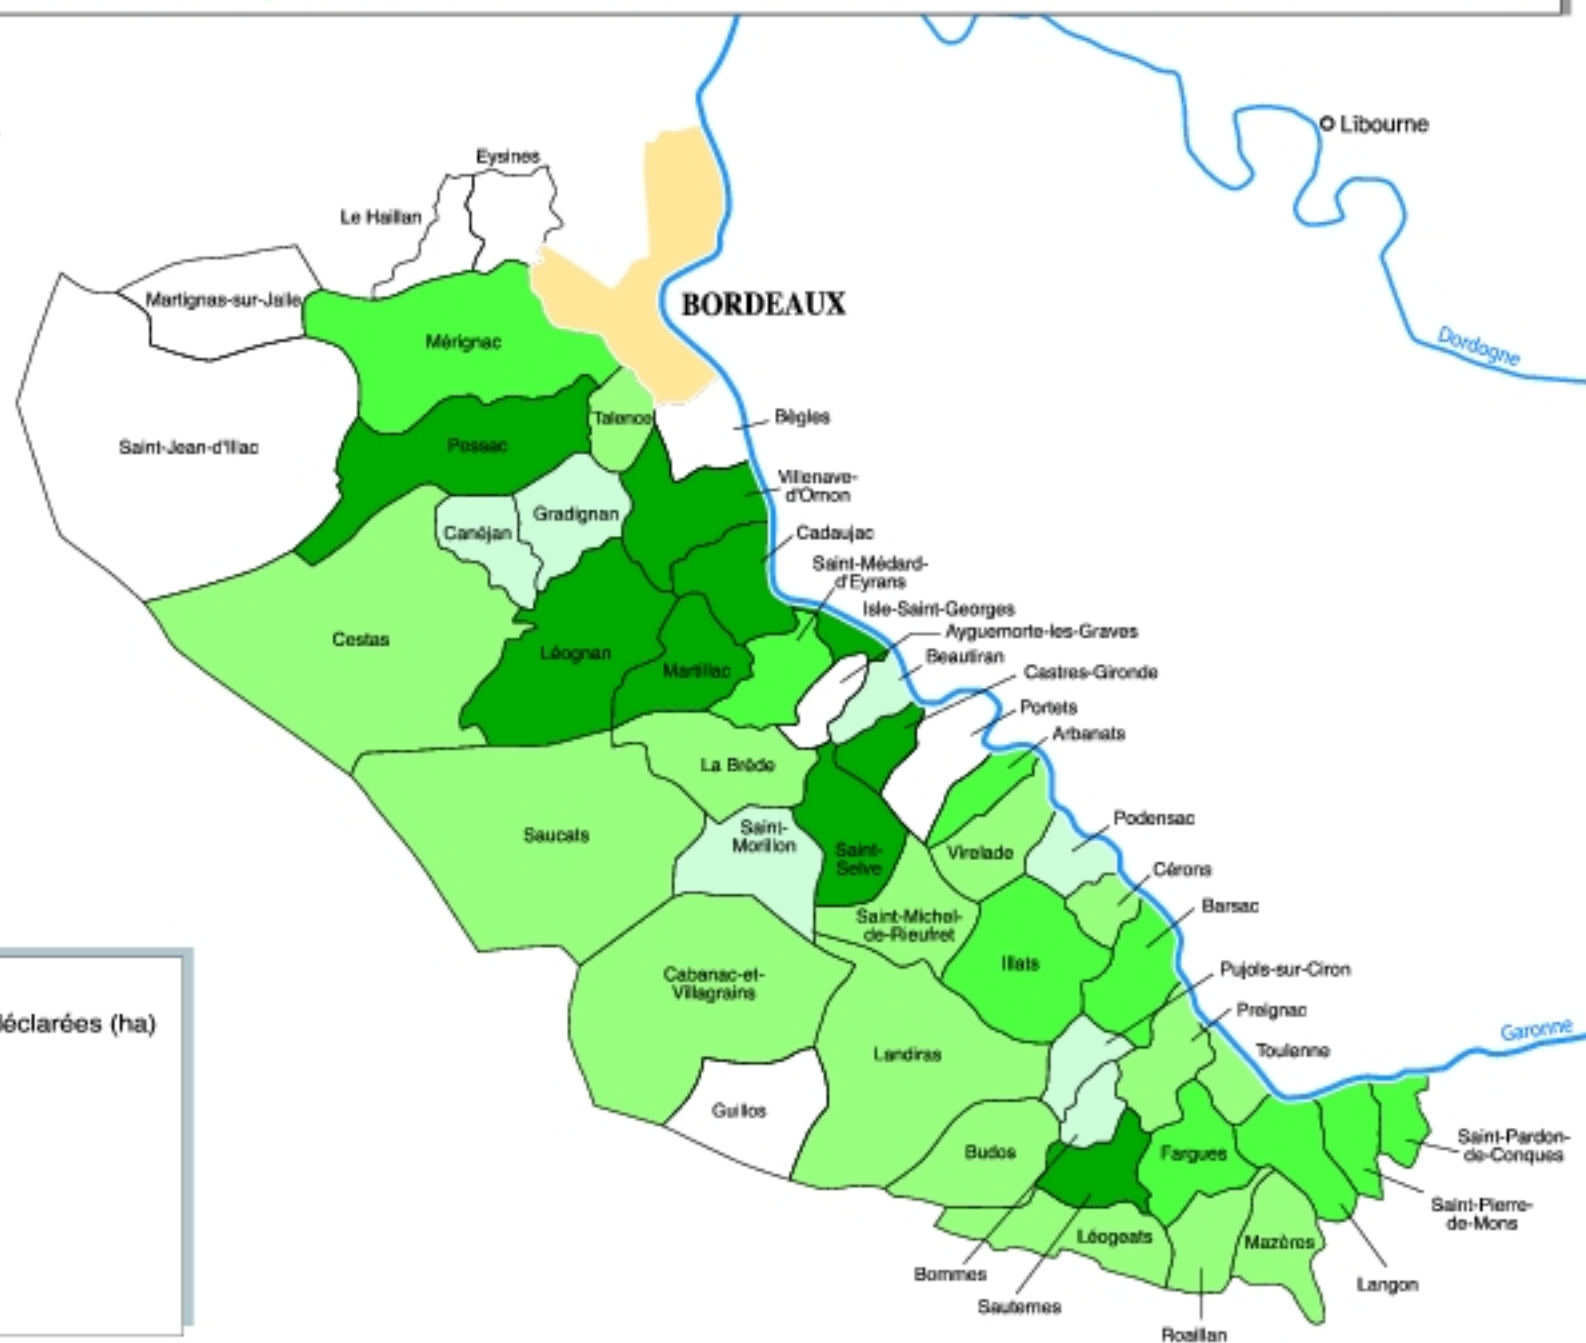 Libourne
Eysines
Le Haillan
Martignas-sur-Jalle
BORDEAUX
Mérignac
Dordogne
Talence
Bègles
Saint-Jean-d'Illac
Pessac
Villenave-
d'Ornon
Gradignan
Canéjan
Cadaujac
Saint-Médard-
d'Eyrans
Isle-Saint-Georges
Ayguemorte-les-Graves
Cestas
Léognan
Beautiran
Martillac
Castres-Gironde
Portets
Arbanats
La Brède
Podensac
Saucats
Saint-
Morillon
Saint-
Selve
Virelade
Cérons
Barsac
Saint-Michel-
de-Rieufret
Illats
Pujols-sur-Ciron
Cabanac-et-
Villagrains
Preignac
déclarées (ha)
Garonne
Landiras
Toulenne
Guillos
Budos
Fargues
Saint-Pardon-
de-Conques
Saint-Pierre-
de-Mons
Léogeats
Mazères
Bommes
Langon
Sauternes
Roaillan